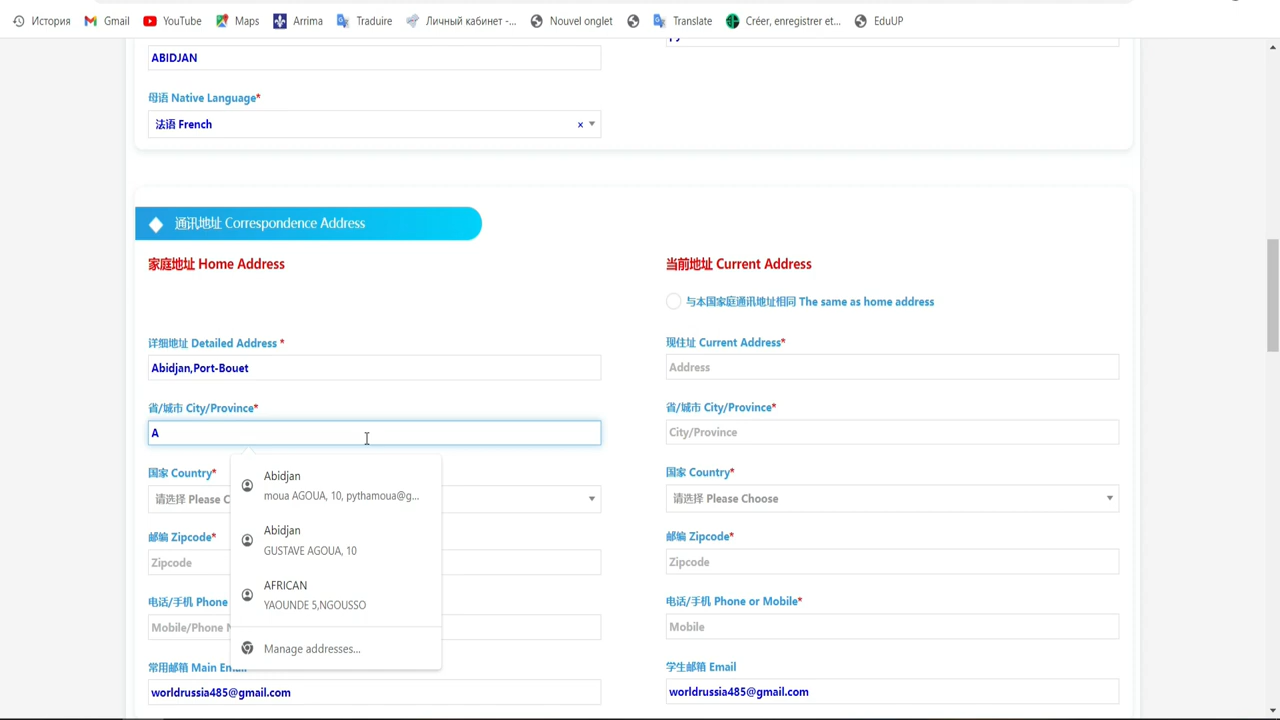 История
Gmail
YouTube
Maps
Arrima
Traduire
Личный кабинет -...
Nouvel onglet
Translate
Créer, enregistrer et...
EduUP
ABIDJAN
母语 Native Language*
法语 French
×
通讯地址 Correspondence Address
家庭地址 Home Address
当前地址 Current Address
与本国家庭通讯地址相同 The same as home address
详细地址 Detailed Address *
现住址 Current Address*
Abidjan,Port-Bouet
Address
省/城市 City/Province*
省/城市 City/Province*
A
City/Province
Abidjan
moua AGOUA, 10, pythamoua@g...
Abidjan
GUSTAVE AGOUA, 10
AFRICAN
YAOUNDE 5,NGOUSSO
Manage addresses...
国家 Country*
国家 Country*
请选择 Please C
请选择 Please Choose
邮编 Zipcode*
邮编 Zipcode*
Zipcode
Zipcode
电话/手机 Phone
电话/手机 Phone or Mobile*
Mobile/Phone N
Mobile
常用邮箱 Main Em
学生邮箱 Email
worldrussia485@gmail.com
worldrussia485@gmail.com